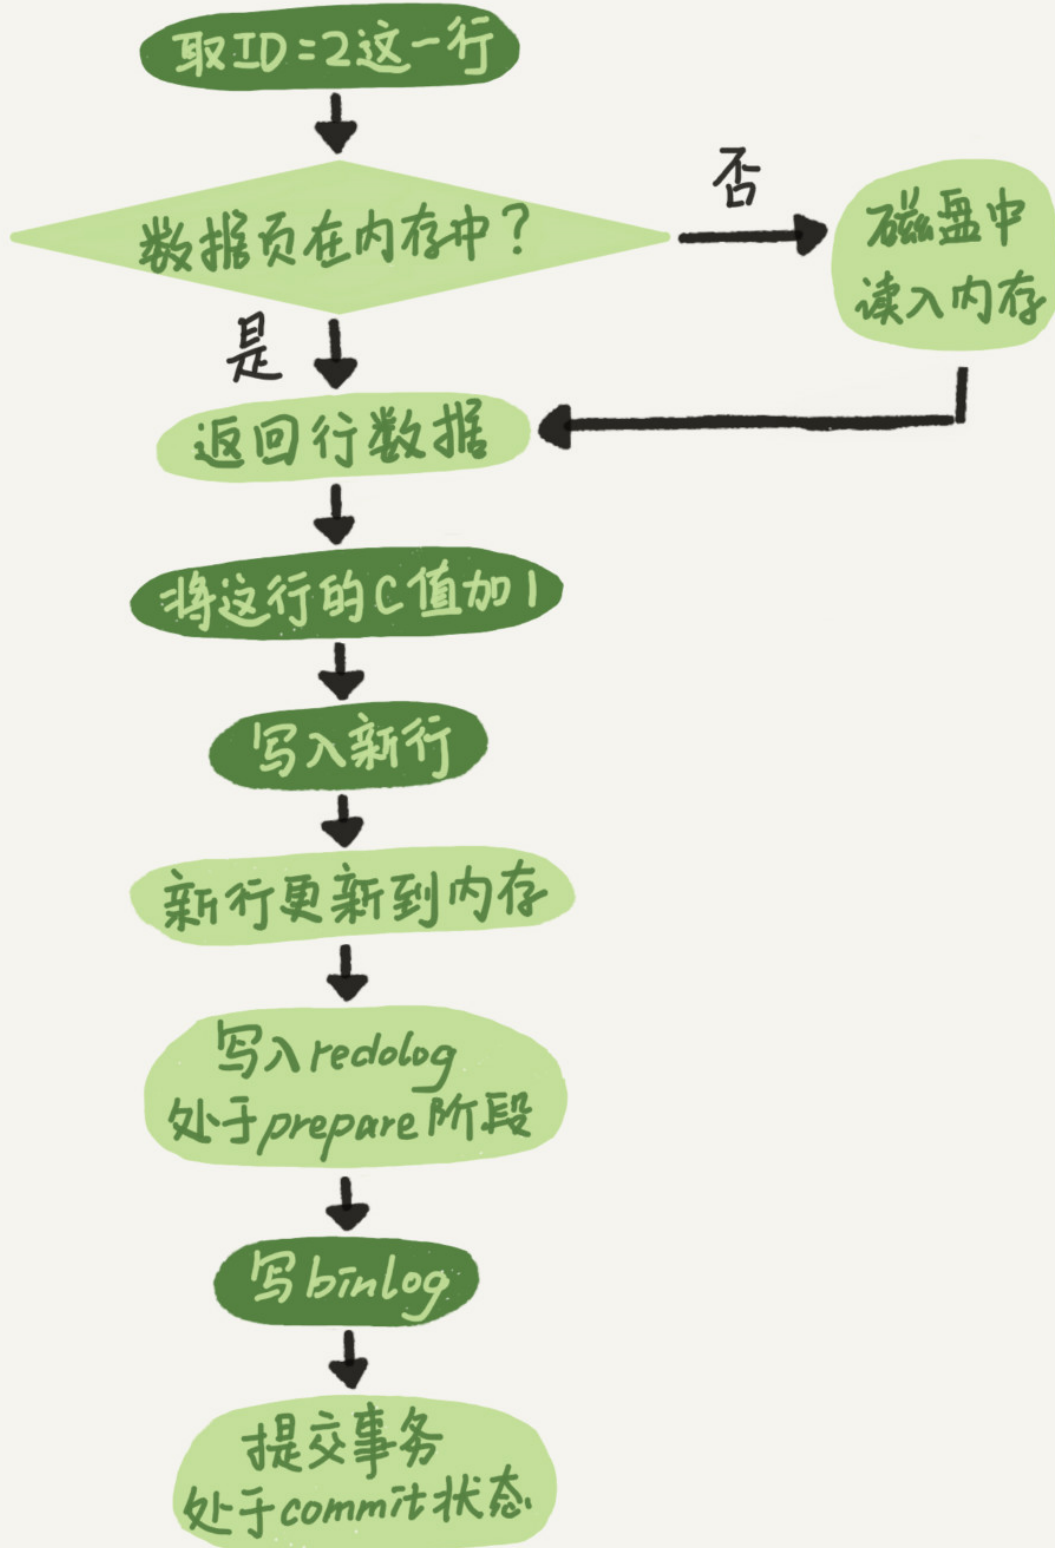 取ID=2这一行
数据页在内存中？
否
磁盘中
读入内存
是
返回行数据
将这行的C值加1
写入新行
新行更新到内存
写入redolog
处于prepare阶段
写binlog
提交事务
处于commit状态